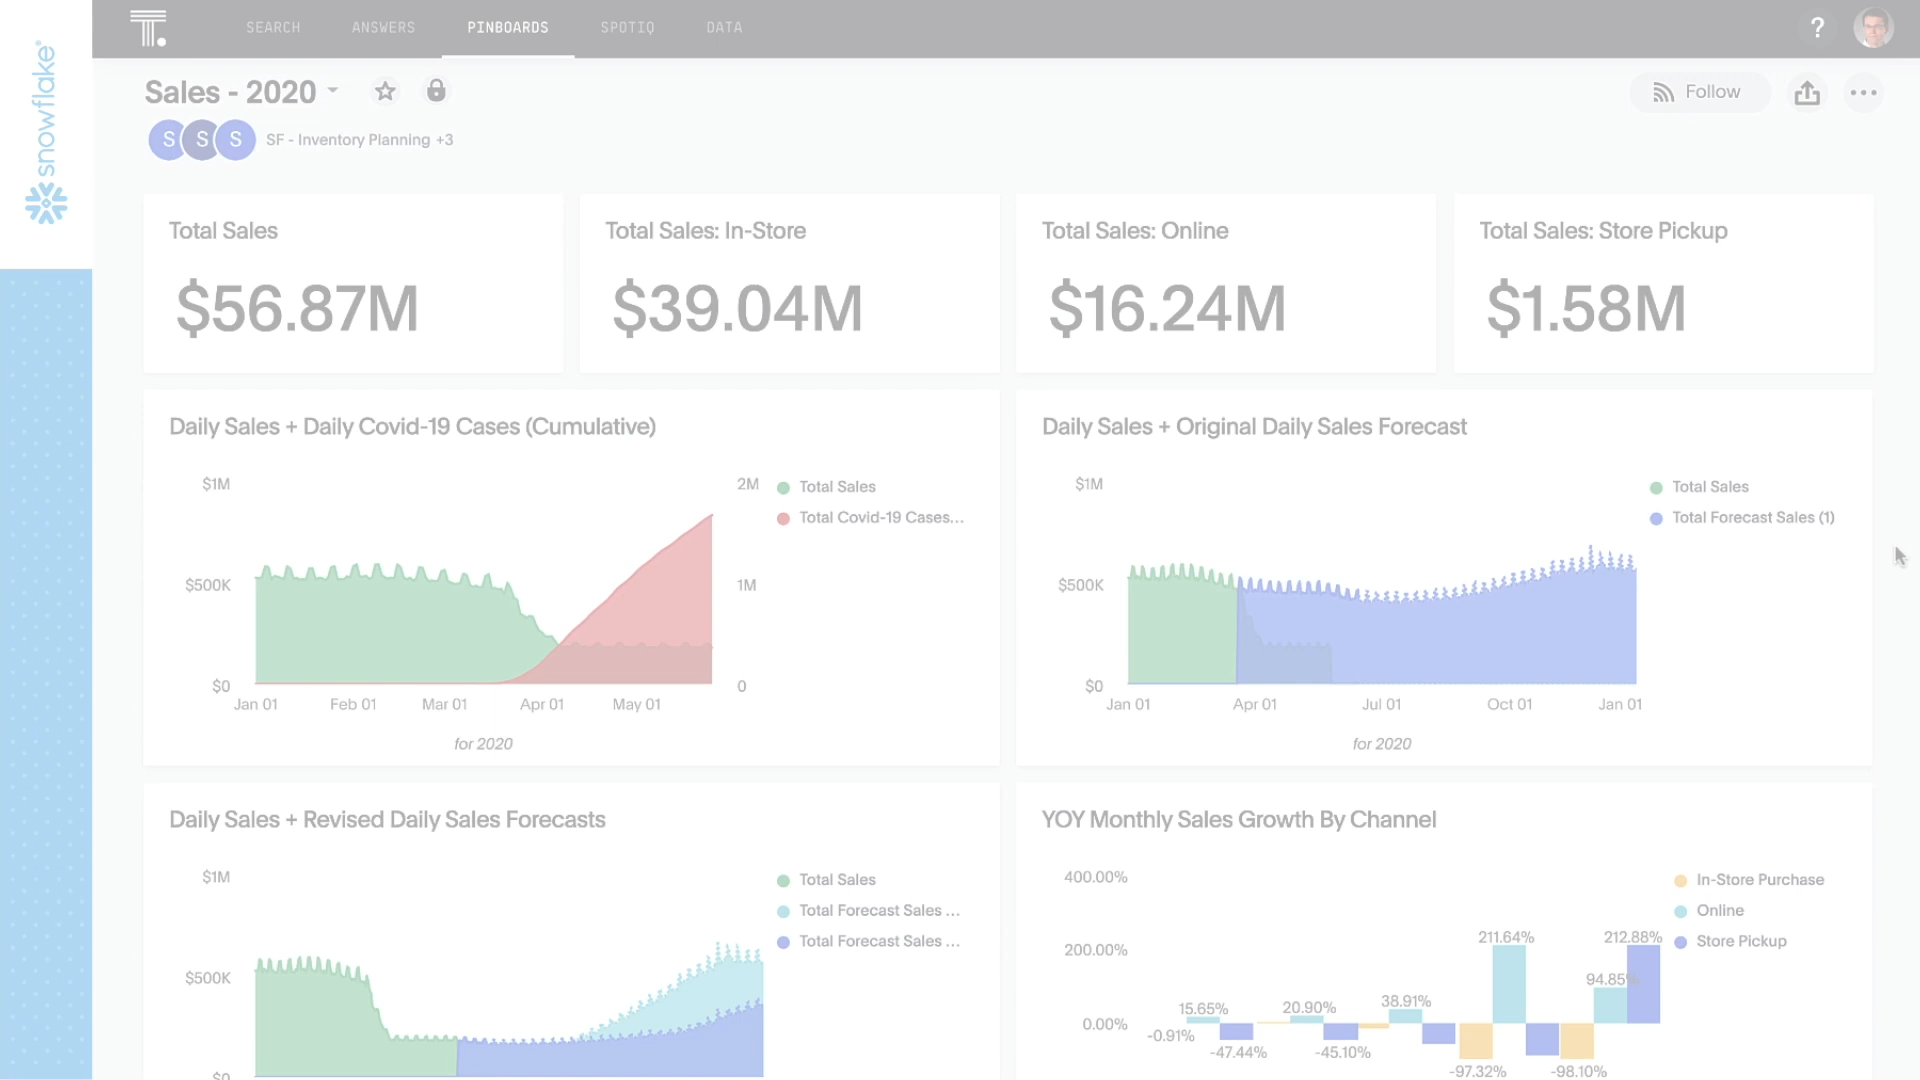 snowflake®
T.
SEARCH
ANSWERS
PINBOARDS
SPOTIQ
DATA
?
Sales - 2020
Follow
S S S SF - Inventory Planning +3
Total Sales
$56.87M
Total Sales: In-Store
$39.04M
Total Sales: Online
$16.24M
Total Sales: Store Pickup
$1.58M
Daily Sales + Daily Covid-19 Cases (Cumulative)
$1M
$500K
$0
2M
1M
0
Total Sales
Total Covid-19 Cases...
Jan 01 Feb 01 Mar 01 Apr 01 May 01
for 2020
Daily Sales + Original Daily Sales Forecast
$1M
$500K
$0
Total Sales
Total Forecast Sales (1)
Jan 01 Apr 01 Jul 01 Oct 01 Jan 01
for 2020
Daily Sales + Revised Daily Sales Forecasts
$1M
$500K
$0
Total Sales
Total Forecast Sales ...
Total Forecast Sales ...
YOY Monthly Sales Growth By Channel
400.00%
200.00%
0.00%
In-Store Purchase
Online
Store Pickup
211.64% 212.88%
94.85%
15.65% 20.90% 38.91%
-0.91%
-47.44% -45.10%
-97.32% -98.10%